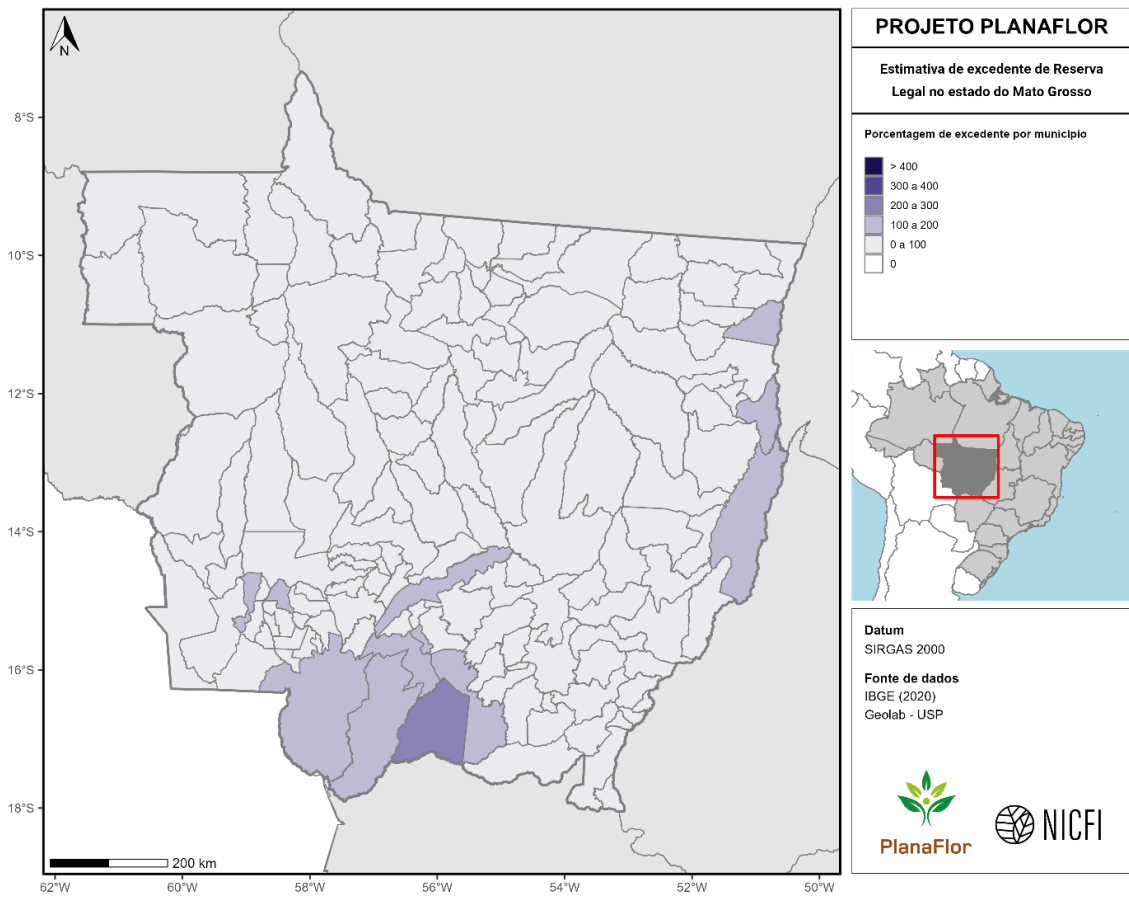 N
8°S
10°S
12°S
14°S
16°S
18°S
200 km
62°W
60°W
58°W
56°W
54°W
52°W
50°W
PROJETO PLANAFLOR
Estimativa de excedente de Reserva
Legal no estado do Mato Grosso
Porcentagem de excedente por município
> 400
300 a 400
200 a 300
100 a 200
0 a 100
0
Datum
SIRGAS 2000
Fonte de dados
IBGE (2020)
Geolab - USP
PlanaFlor
NICFI